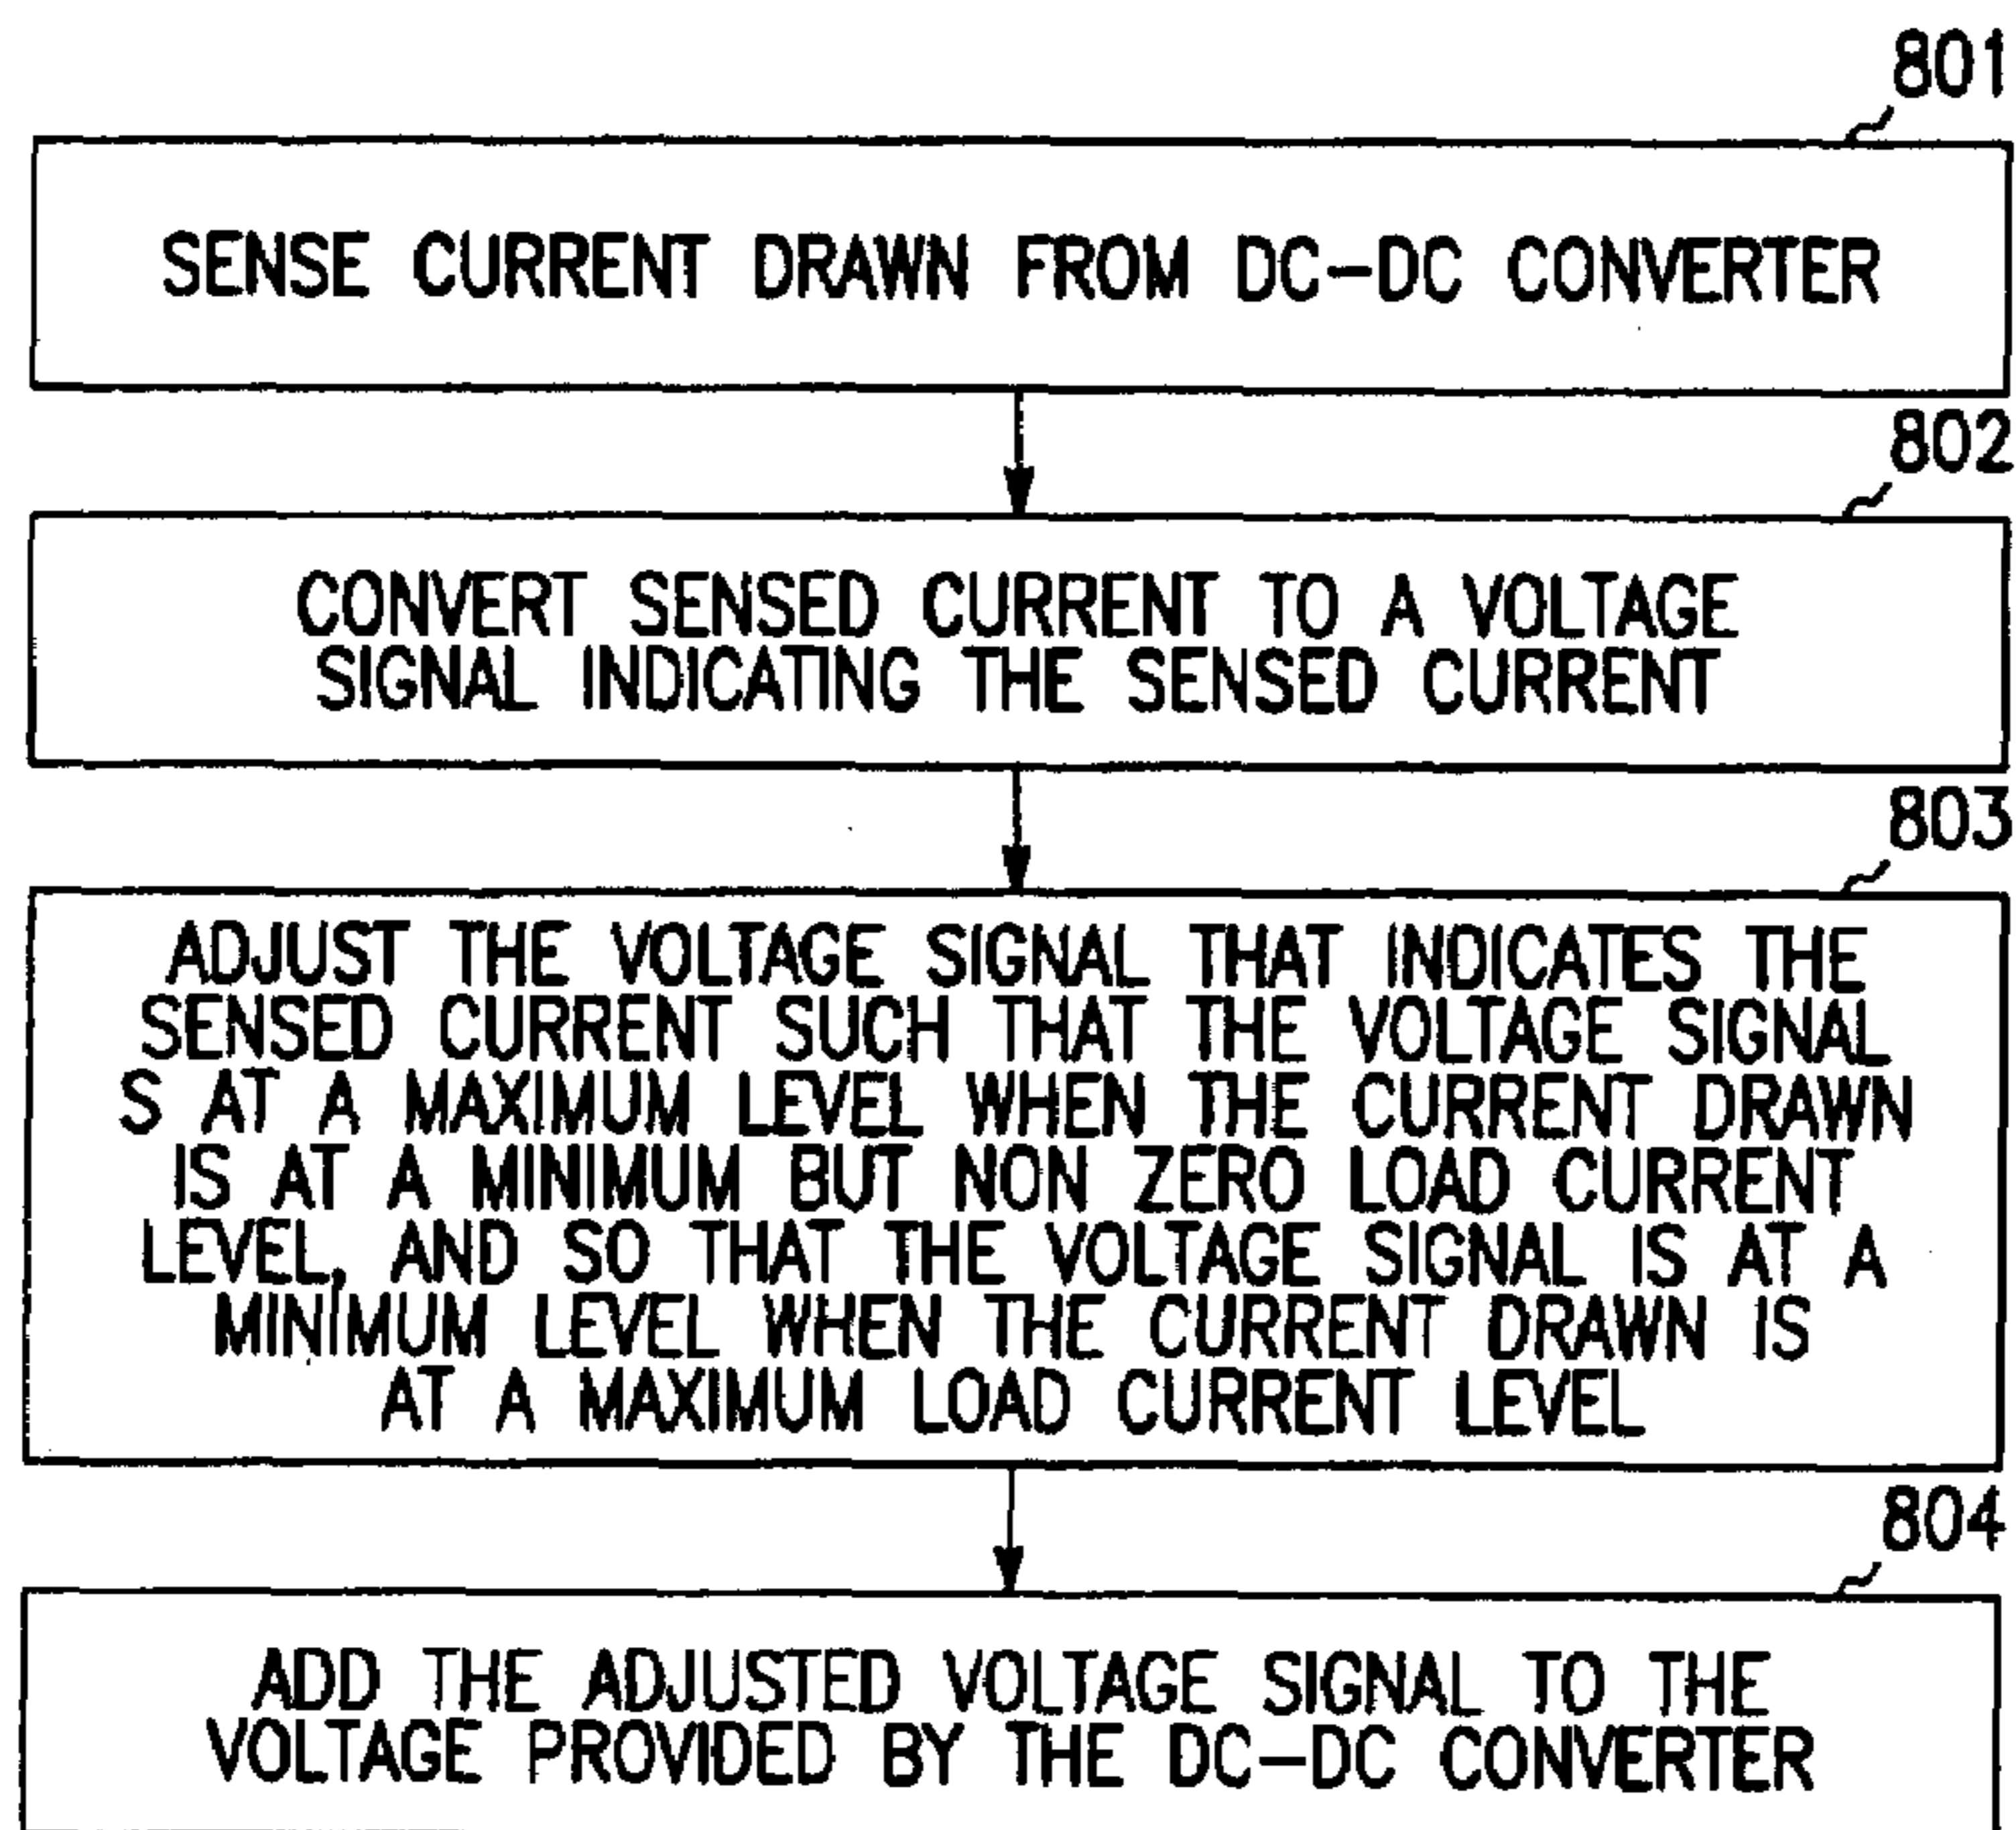 801
SENSE CURRENT DRAWN FROM DC-DC CONVERTER
802
CONVERT SENSED CURRENT TO A VOLTAGE
SIGNAL INDICATING THE SENSED CURRENT
803
ADJUST THE VOLTAGE SIGNAL THAT INDICATES THE
SENSED CURRENT SUCH THAT THE VOLTAGE SIGNAL
S AT A MAXIMUM LEVEL WHEN THE CURRENT DRAWN
IS AT A MINIMUM BUT NON ZERO LOAD CURRENT
LEVEL, AND SO THAT THE VOLTAGE SIGNAL IS AT A
MINIMUM LEVEL WHEN THE CURRENT DRAWN IS
AT A MAXIMUM LOAD CURRENT LEVEL
804
ADD THE ADJUSTED VOLTAGE SIGNAL TO THE
VOLTAGE PROVIDED BY THE DC-DC CONVERTER